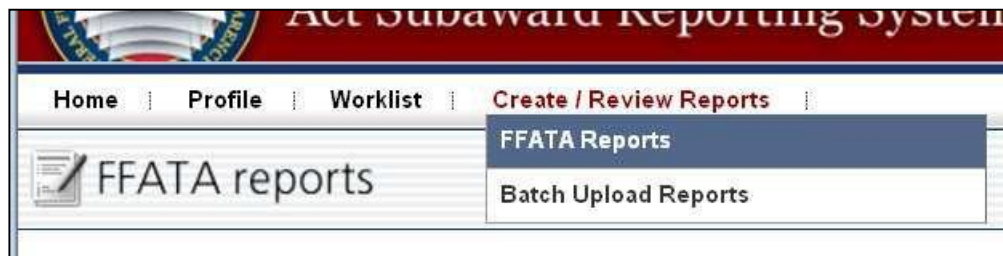 Act Subaward Reporting System
Home Profile Worklist Create / Review Reports
FFATA Reports
FFATA reports
Batch Upload Reports